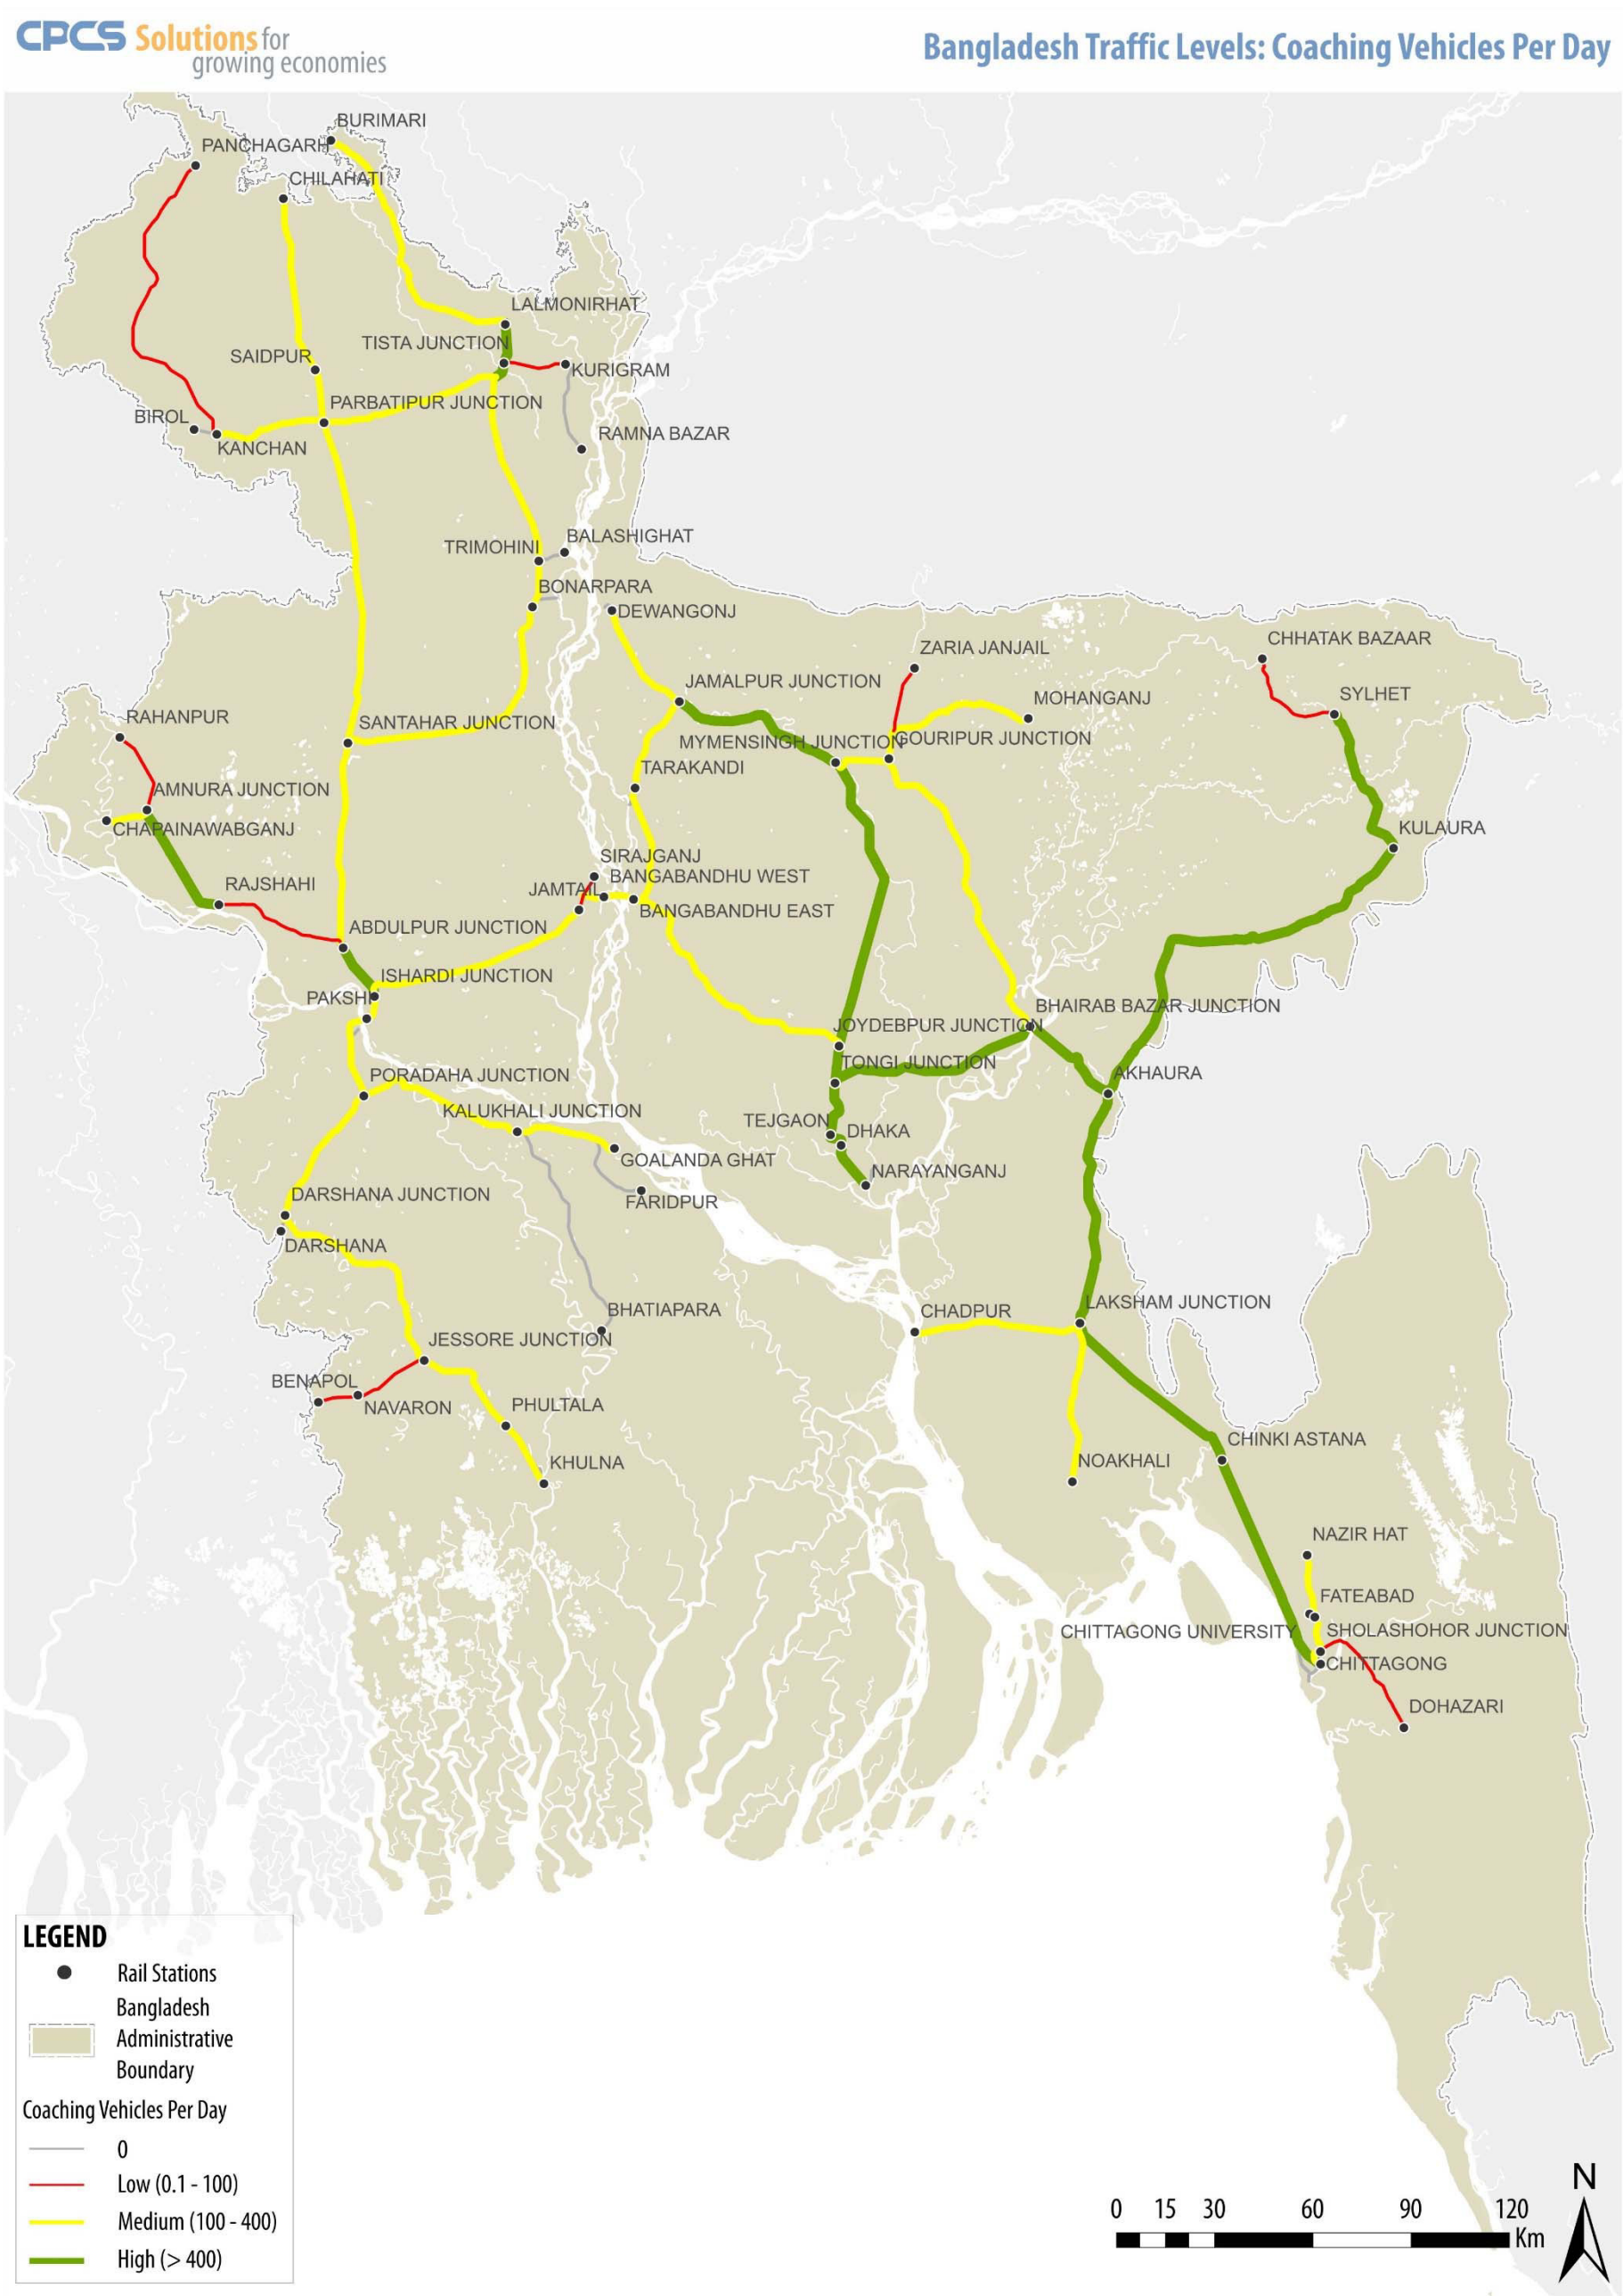 CPCS Solutions for
growing economies
Bangladesh Traffic Levels: Coaching Vehicles Per Day
BURIMARI
PANCHAGARH
CHILAHATI
LALMONIRHAT
TISTA JUNCTION
SAIDPUR
KURIGRAM
PARBATIPUR JUNCTION
BIROL
RAMNA BAZAR
KANCHAN
BALASHIGHAT
TRIMOHINI
BONARPARA
DEWANGONJ
CHHATAK BAZAAR
ZARIA JANJAIL
JAMALPUR JUNCTION
SYLHET
MOHANGANJ
RAHANPUR
SANTAHAR JUNCTION
MYMENSINGH JUNCTION
GOURIPUR JUNCTION
TARAKANDI
AMNURA JUNCTION
CHAPAINAWABGANJ
KULAURA
SIRAJGANJ
BANGABANDHU WEST
RAJSHAHI
JAMTAIL
BANGABANDHU EAST
ABDULPUR JUNCTION
ISHARDI JUNCTION
PAKSHI
BHAIRAB BAZAR JUNCTION
JOYDEBPUR JUNCTION
TONGI JUNCTION
AKHAURA
PORADAHA JUNCTION
KALUKHALI JUNCTION
TEJGAON
DHAKA
GOALANDA GHAT
NARAYANGANJ
DARSHANA JUNCTION
FARIDPUR
DARSHANA
LAKSHAM JUNCTION
BHATIAPARA
CHADPUR
JESSORE JUNCTION
BENAPOL
NAVARON
PHULTALA
CHINKI ASTANA
KHULNA
NOAKHALI
NAZIR HAT
FATEABAD
CHITTAGONG UNIVERSITY
SHOLASHOHOR JUNCTION
CHITTAGONG
DOHAZARI
LEGEND
Rail Stations
Bangladesh
Administrative
Boundary
Coaching Vehicles Per Day
0
Low (0.1 - 100)
Medium (100 - 400)
High (> 400)
N
0 15 30 60 90 120
Km